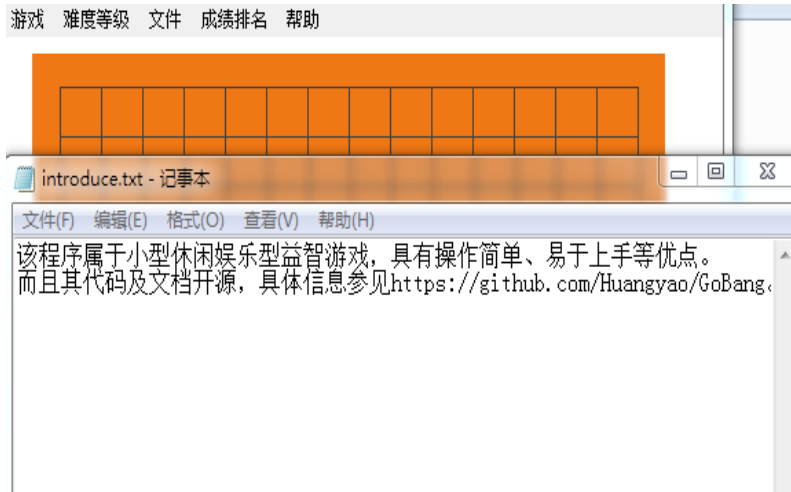 游戏 难度等级 文件 成绩排名 帮助
introduce.txt - 记事本
文件(F) 编辑(E) 格式(O) 查看(V) 帮助(H)
该程序属于小型休闲娱乐型益智游戏，具有操作简单、易于上手等优点。
而且其代码及文档开源，具体信息参见https://github.com/Huangyao/GoBang。